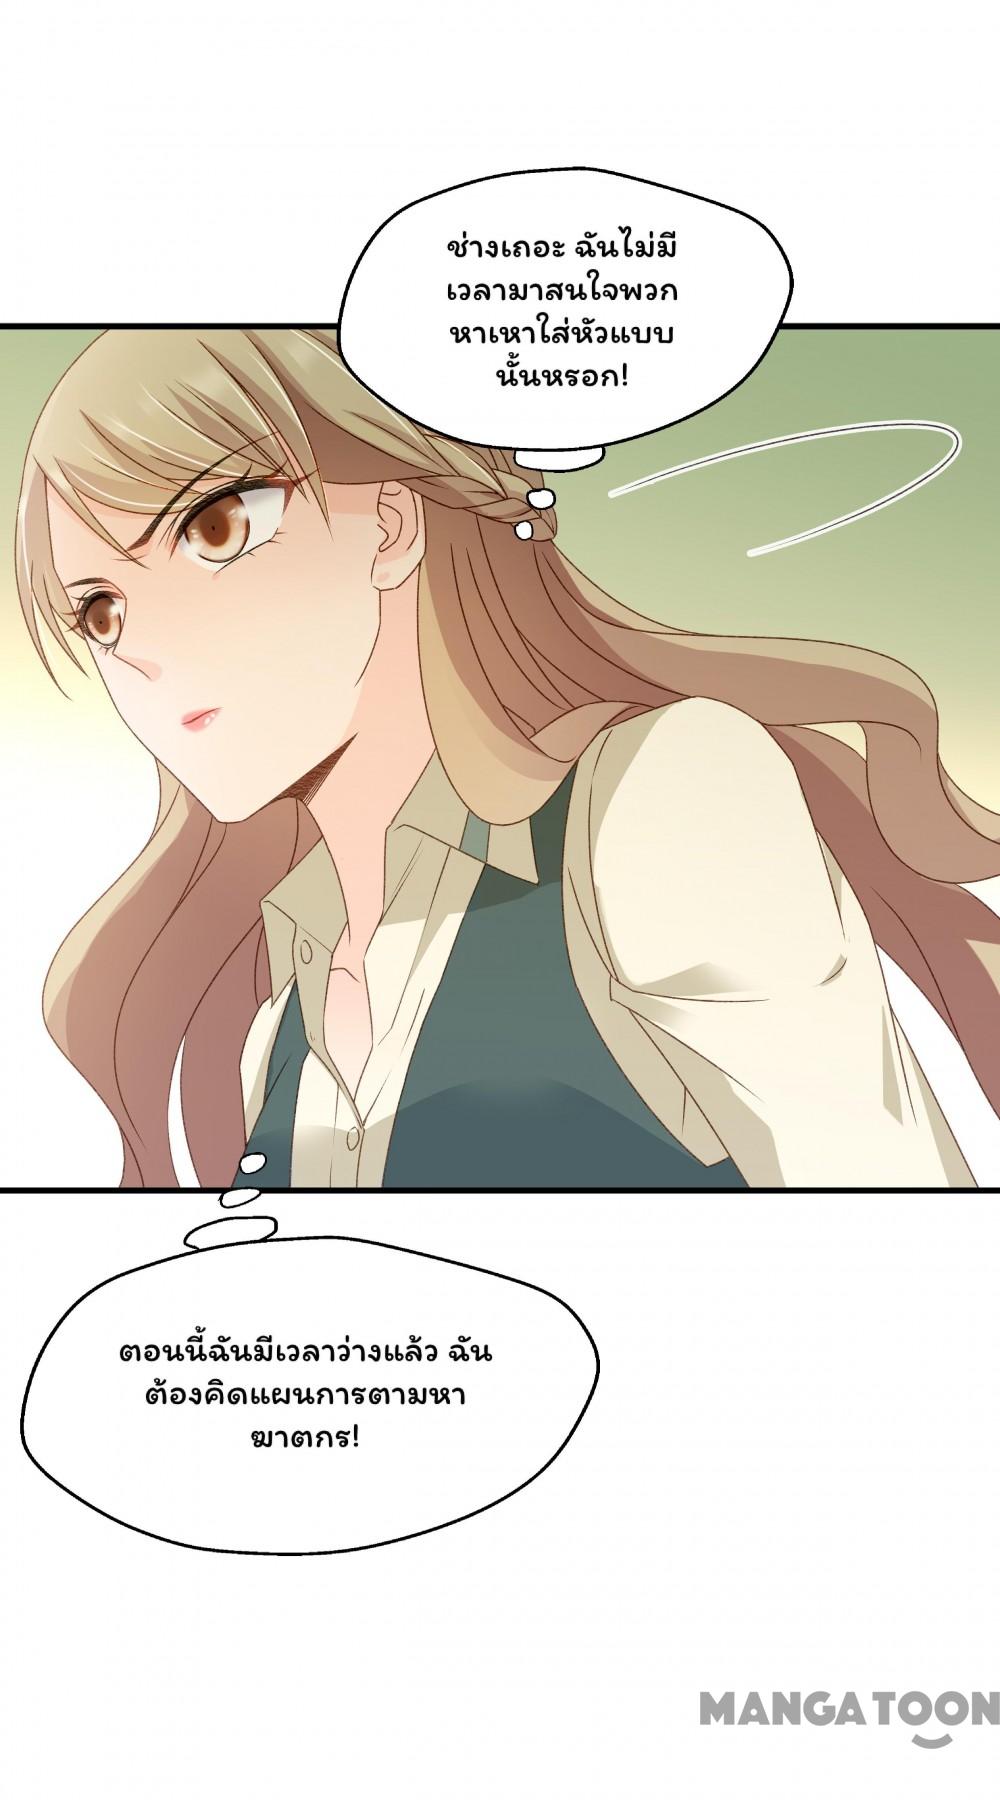 ช่างเถอะ ฉันไม่มี
เวลามาสนใจพวก
หาเหาใส่หัวแบบ
นั้นหรอก!
ตอนนี้ฉันมีเวลาว่างแล้ว ฉัน
ต้องคิดแผนการตามหา
ฆาตกร!
MANGATOON